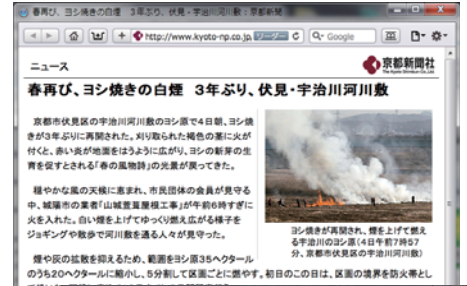 春再び、ヨシ焼きの白煙　3年ぶり、伏見・宇治川河川敷：京都新聞
http://www.kyoto-np.co.jp
リーダー
Google
ニュース
京都新聞社
The Kyoto Shimbun Co.,Ltd.
春再び、ヨシ焼きの白煙　3年ぶり、伏見・宇治川河川敷
京都市伏見区の宇治川河川敷のヨシ原で4日朝、ヨシ焼
きが3年ぶりに再開された。刈り取られた褐色の茎に火が
付くと、赤い炎が地面をはうように広がり、ヨシの新芽の生
育を促すとされる「春の風物詩」の光景が戻ってきた。
穏やかな風の天候に恵まれ、市民団体の会員が見守る
中、城陽市の業者「山城萱葺屋根工事」が午前6時すぎに
火を入れた。白い煙を上げてゆっくり燃え広がる様子を
ジョギングや散歩で河川敷を通る人々が見守った。
ヨシ焼きが再開され、煙を上げて燃え
る宇治川のヨシ原（4日午前7時57
分、京都市伏見区の宇治川河川敷）
煙や灰の拡散を抑えるため、範囲をヨシ原35ヘクタール
のうち20ヘクタールに縮小し、5分割して区画ごとに燃やす。初日のこの日は、区画の境界を防火帯とし